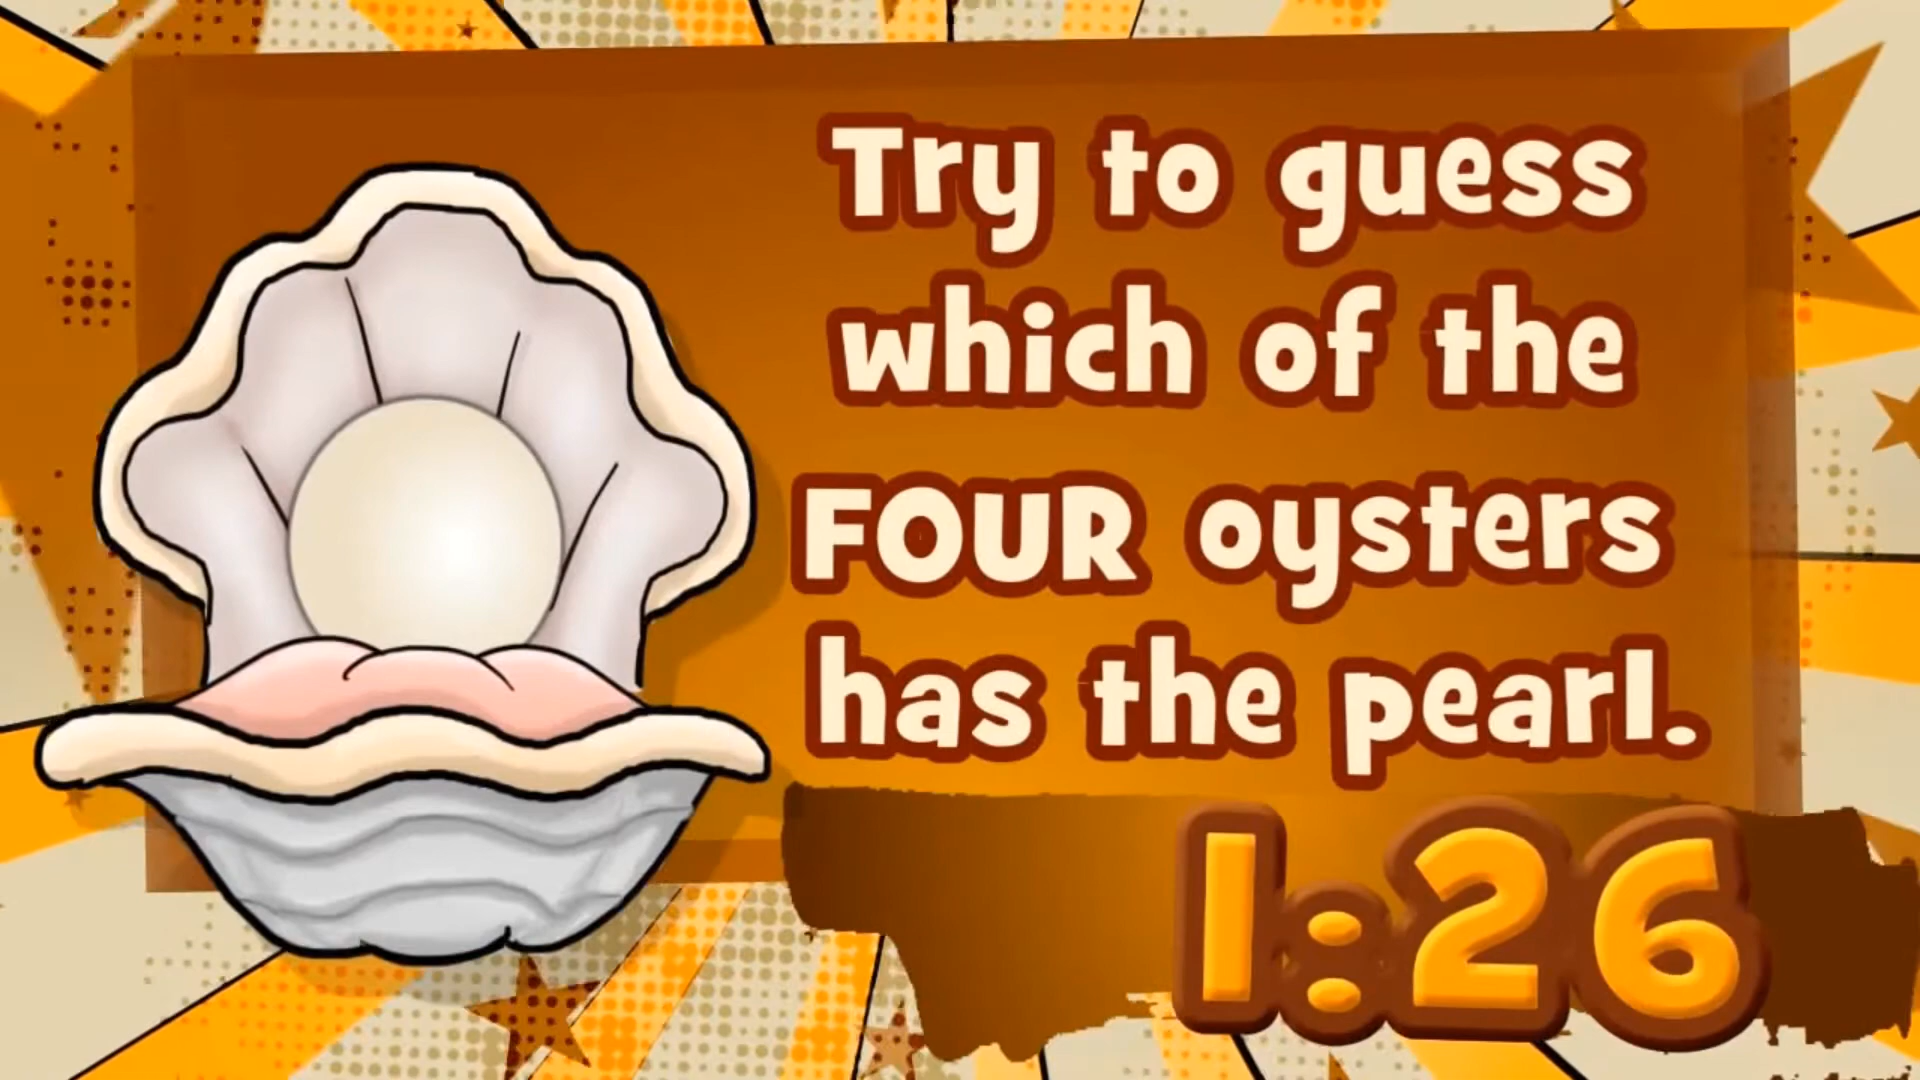 Try to guess
which of the
FOUR oysters
has the pearl.
1:26